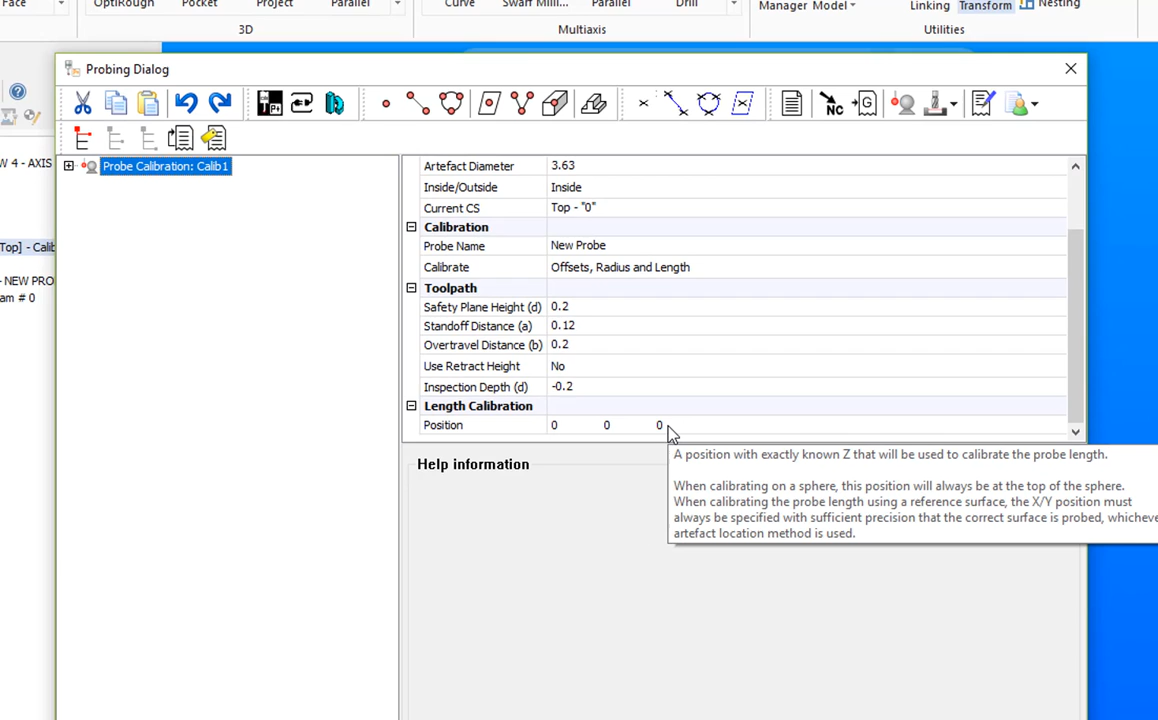 Face
OptiRough
Pocket
Project
Parallel
Curve
Swarf Milli...
Parallel
Drill
Manager Model
Linking
Transform
Nesting
3D
Multiaxis
Utilities
Probing Dialog
NC
G
W 4 - AXIS
Top] - Calib
- NEW PRO
am # 0
Probe Calibration: Calib1
Artefact Diameter 3.63
Inside/Outside Inside
Current CS Top - "0"
Calibration
Probe Name New Probe
Calibrate Offsets, Radius and Length
Toolpath
Safety Plane Height (d) 0.2
Standoff Distance (a) 0.12
Overtravel Distance (b) 0.2
Use Retract Height No
Inspection Depth (d) -0.2
Length Calibration
Position 0 0 0
Help information
A position with exactly known Z that will be used to calibrate the probe length.
When calibrating on a sphere, this position will always be at the top of the sphere.
When calibrating the probe length using a reference surface, the X/Y position must
always be specified with sufficient precision that the correct surface is probed, whicheve
artefact location method is used.